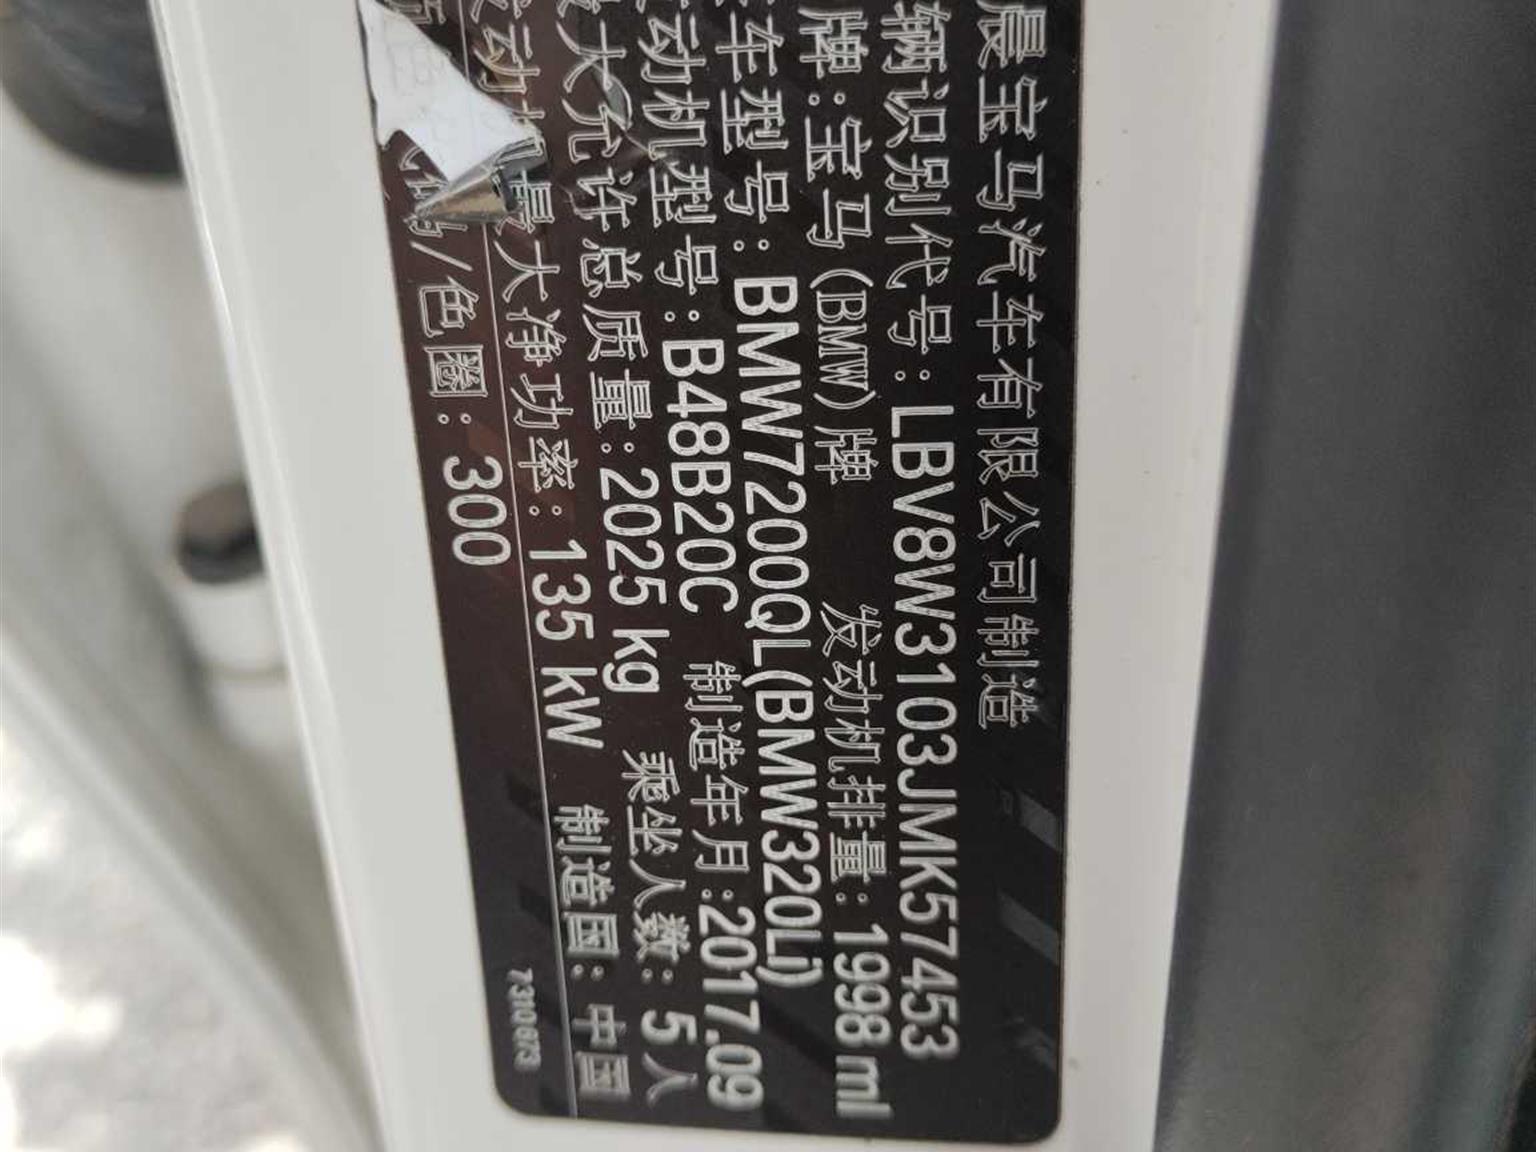 晨宝马汽车有限公司制造
辆识别代号：LBV8W3103JMK57453
牌：宝马(BMW)牌 发动机排量：1998 ml
车型号：BMW7200QL(BMW320Li)
动机型号：B48B20C 制造年月：2017.09
大允许总质量：2025 kg 乘坐人数：5人
动机最大净功率：135 kW 制造国：中国
/色圈：300
7310673